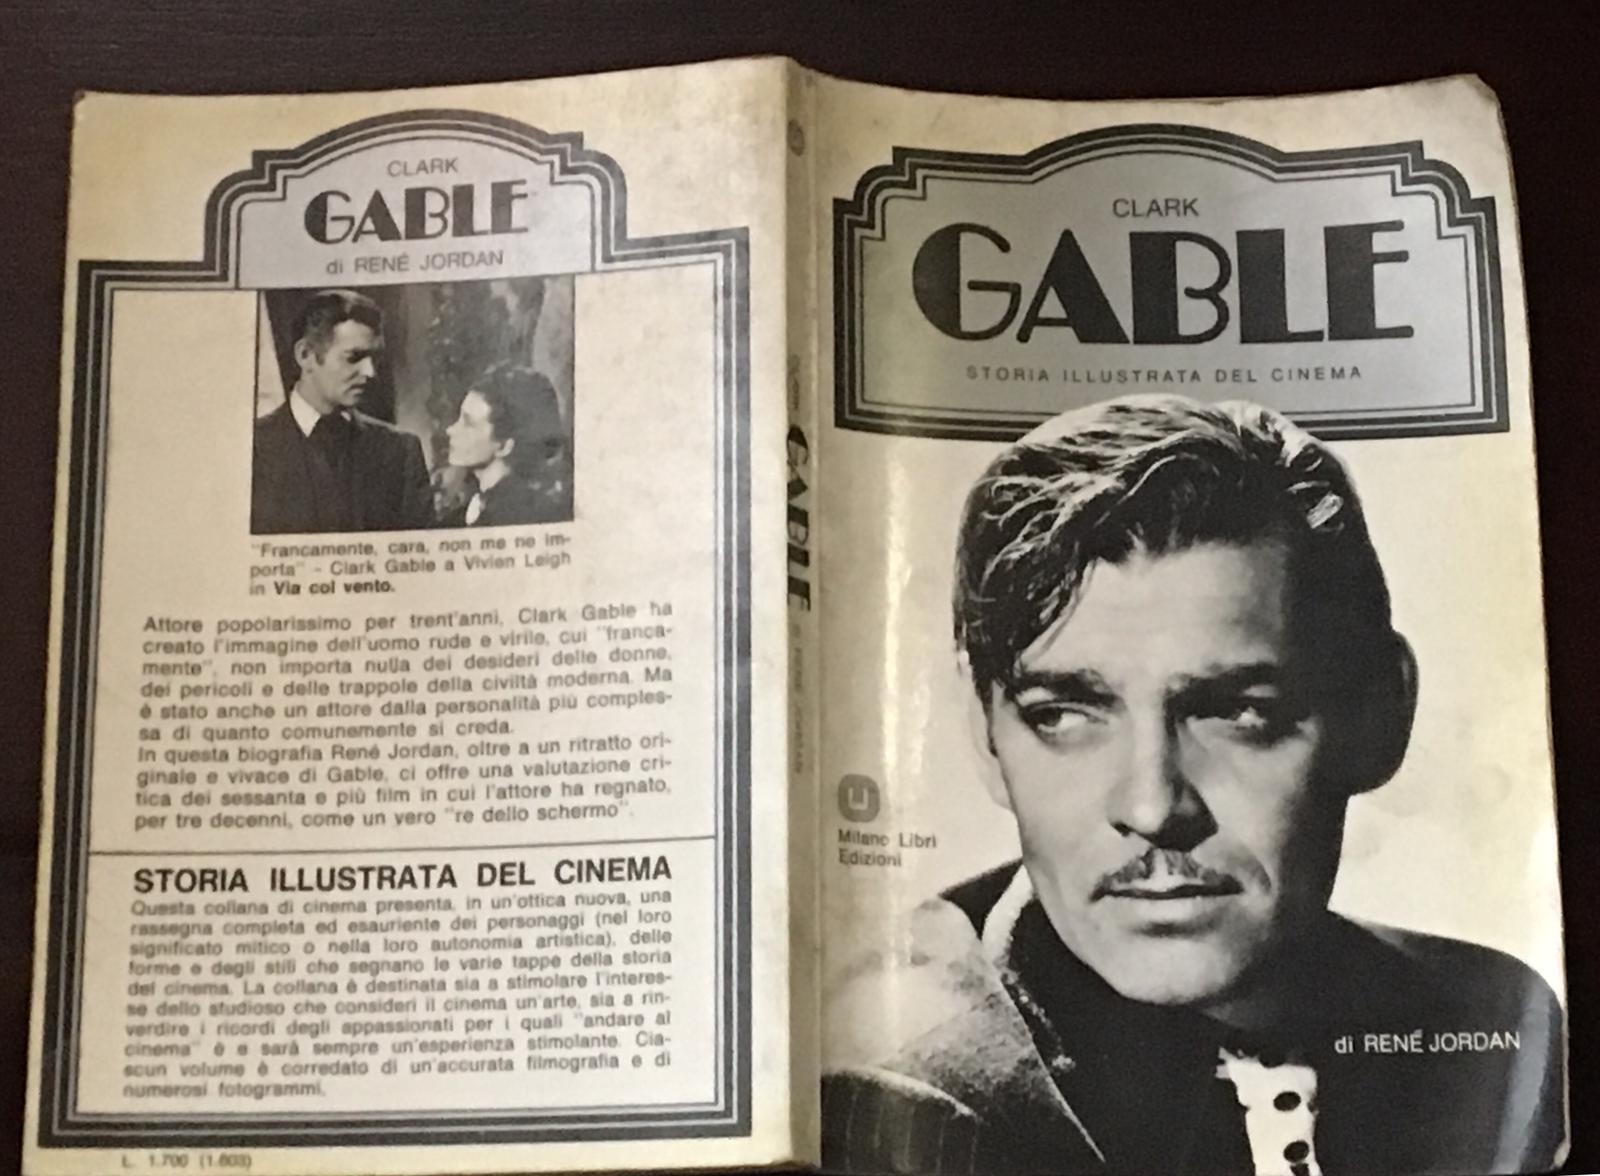 CLARK
GABLE
di RENÉ JORDAN
"Francamente, cara, non me ne im-
porta" - Clark Gable a Vivien Leigh
in Via col vento.
Attore popolarissimo per trent'anni, Clark Gable ha
creato l'immagine dell'uomo rude e virile, cui "franca-
mente", non importa nulla dei desideri delle donne,
dei pericoli e delle trappole della civiltà moderna. Ma
è stato anche un attore dalla personalità più comples-
sa di quanto comunemente si creda.
In questa biografia René Jordan, oltre a un ritratto ori-
ginale e vivace di Gable, ci offre una valutazione cri-
tica dei sessanta e più film in cui l'attore ha regnato,
per tre decenni, come un vero "re dello schermo".
STORIA ILLUSTRATA DEL CINEMA
Questa collana di cinema presenta, in un'ottica nuova, una
rassegna completa ed esauriente dei personaggi (nel loro
significato mitico o nella loro autonomia artistica), delle
forme e degli stili che segnano le varie tappe della storia
del cinema. La collana è destinata sia a stimolare l'interes-
se dello studioso che consideri il cinema un'arte, sia a rin-
verdire i ricordi degli appassionati per i quali "andare al
cinema" è e sarà sempre un'esperienza stimolante. Cia-
scun volume è corredato di un'accurata filmografia e di
numerosi fotogrammi.
L. 1.700 (1.603)
CLARK GABLE di RENÉ JORDAN
CLARK
GABLE
STORIA ILLUSTRATA DEL CINEMA
Milano Libri
Edizioni
di RENÉ JORDAN